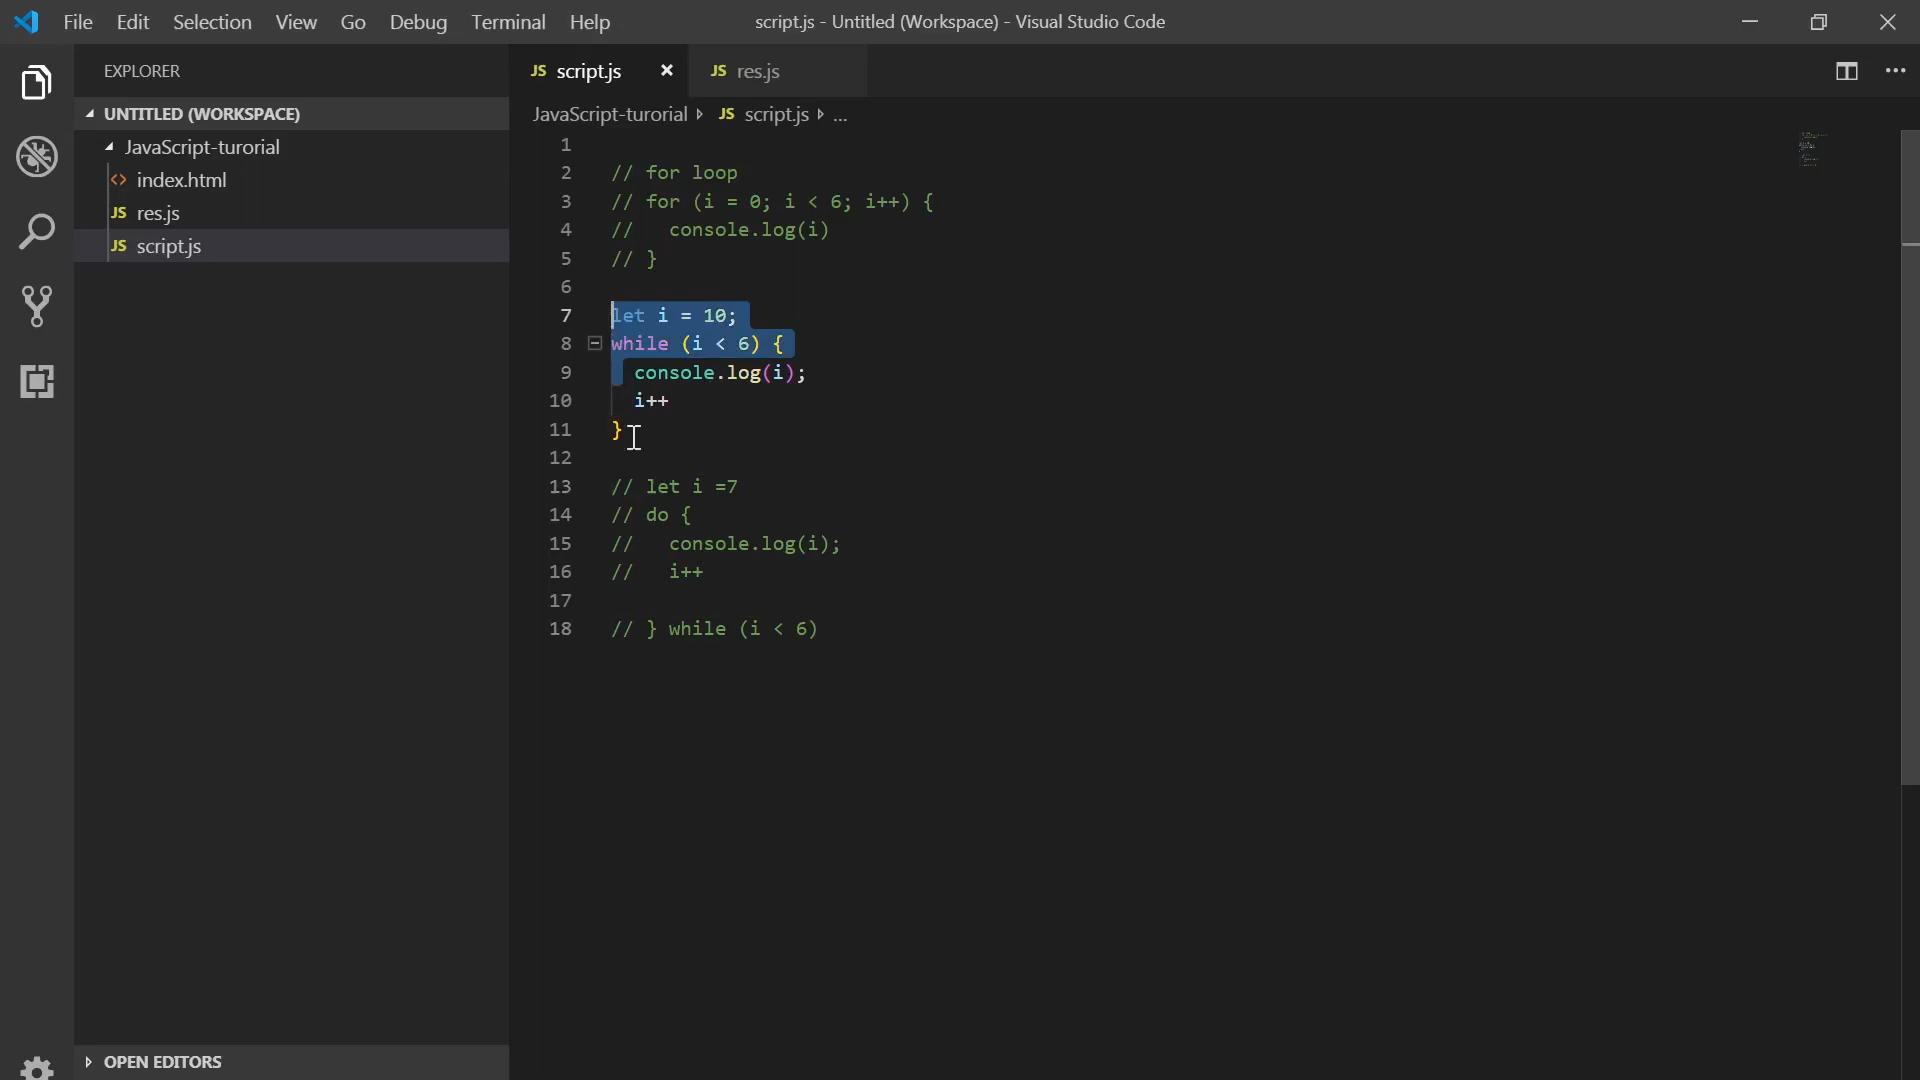 File Edit Selection View Go Debug Terminal Help
script.js - Untitled (Workspace) - Visual Studio Code
EXPLORER
UNTITLED (WORKSPACE)
JavaScript-turorial
<> index.html
JS res.js
JS script.js
OPEN EDITORS
JS script.js × JS res.js
JavaScript-turorial JS script.js ...
1
2 // for loop
3 // for (i = 0; i < 6; i++) {
4 //   console.log(i)
5 // }
6
7 let i = 10;
8 while (i < 6) {
9   console.log(i);
10   i++
11 }
12
13 // let i =7
14 // do {
15 //   console.log(i);
16 //   i++
17
18 // } while (i < 6)